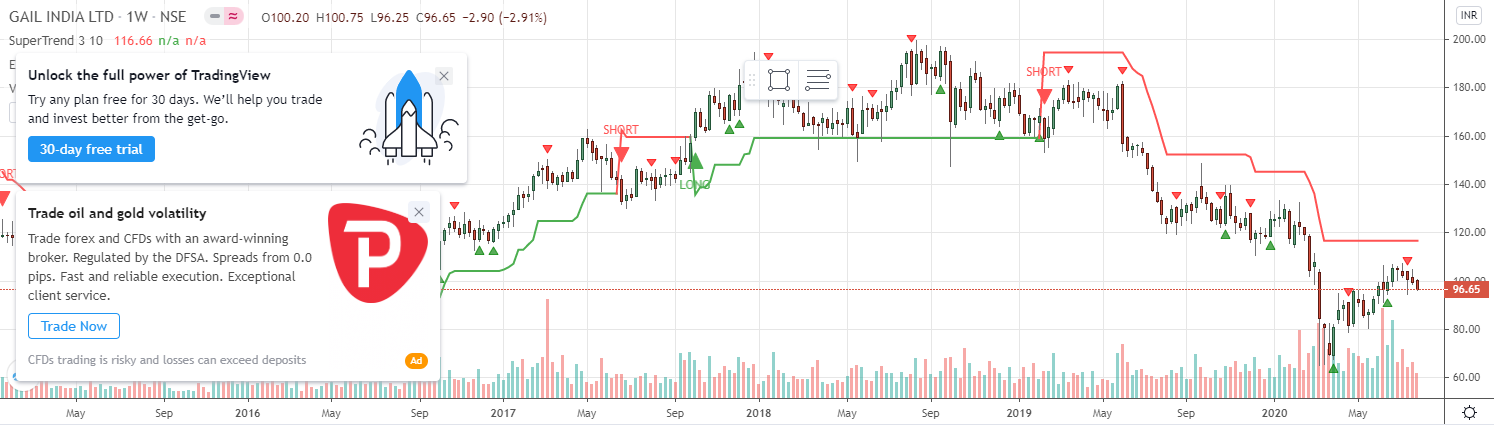 GAIL INDIA LTD · 1W · NSE O100.20 H100.75 L96.25 C96.65 −2.90 (−2.91%)
INR
SuperTrend 3 10 116.66 n/a n/a
E
V
Unlock the full power of TradingView
Try any plan free for 30 days. We'll help you trade
and invest better from the get-go.
30-day free trial
Trade oil and gold volatility
Trade forex and CFDs with an award-winning
broker. Regulated by the DFSA. Spreads from 0.0
pips. Fast and reliable execution. Exceptional
client service.
Trade Now
CFDs trading is risky and losses can exceed deposits
Ad
P
SHORT
LONG
SHORT
200.00
180.00
160.00
140.00
120.00
100.00
96.65
80.00
60.00
May Sep 2016 May Sep 2017 May Sep 2018 May Sep 2019 May Sep 2020 May